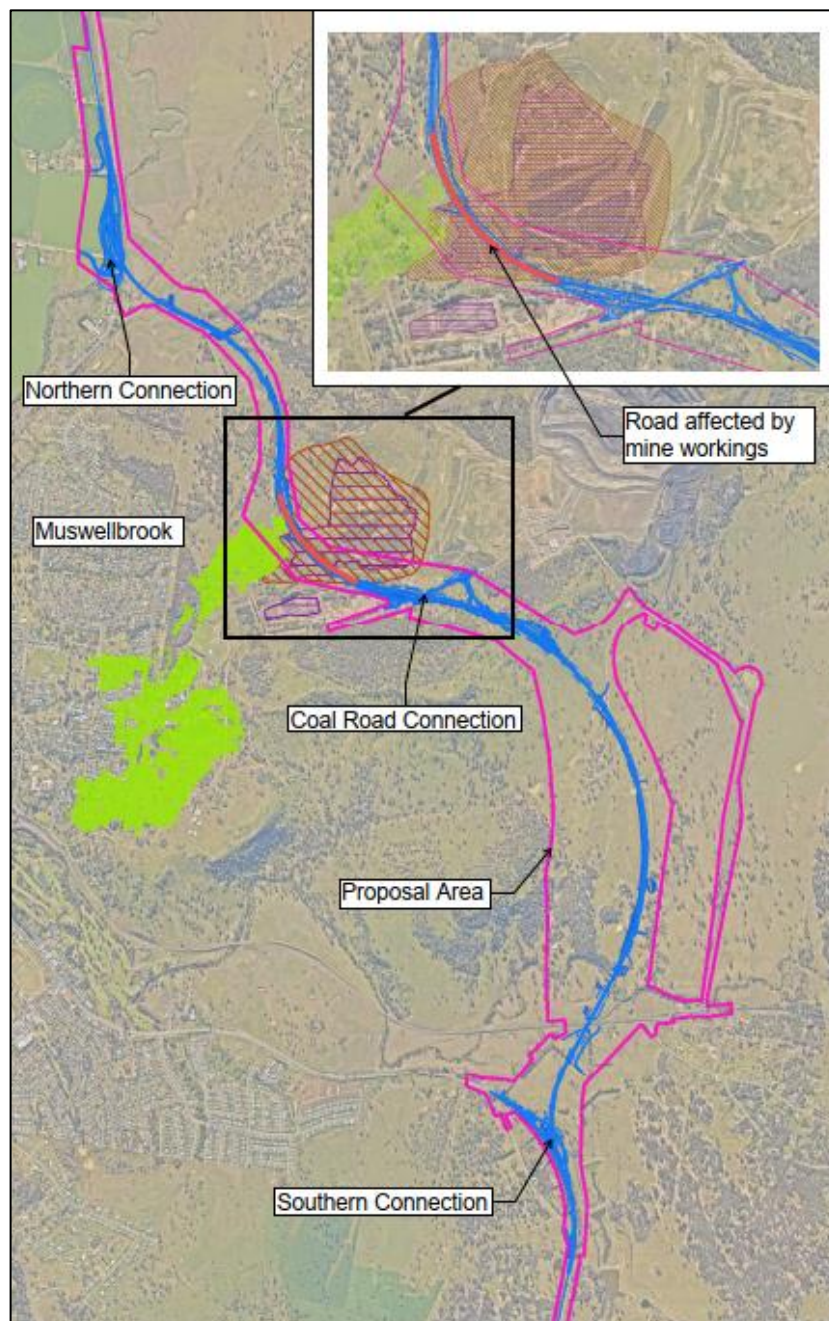 Northern Connection
Road affected by
mine workings
Muswellbrook
Coal Road Connection
Proposal Area
Southern Connection